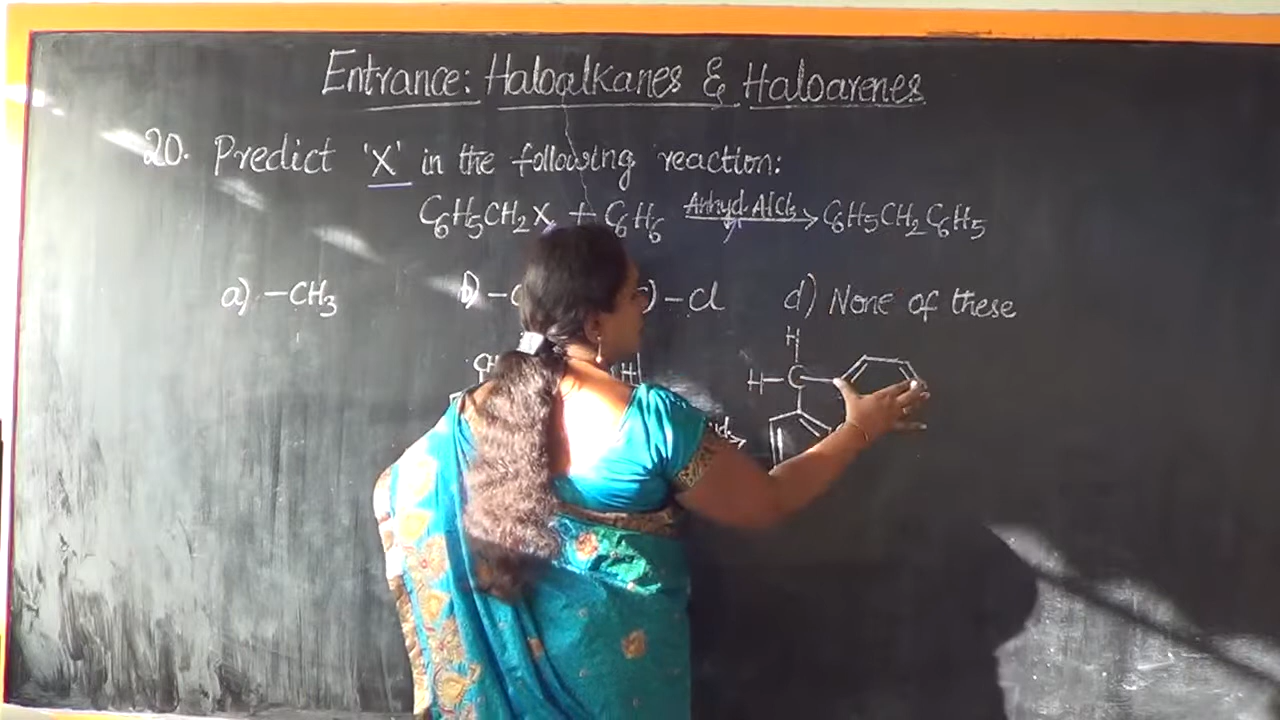 Entrance: Haloalkanes & Haloarenes
20. Predict 'X' in the following reaction:
C6H5CH2X + C6H6 Anhyd. AlCl3 → C6H5CH2C6H5
a) -CH3 b) - c) -Cl d) None of these
H
H-C-